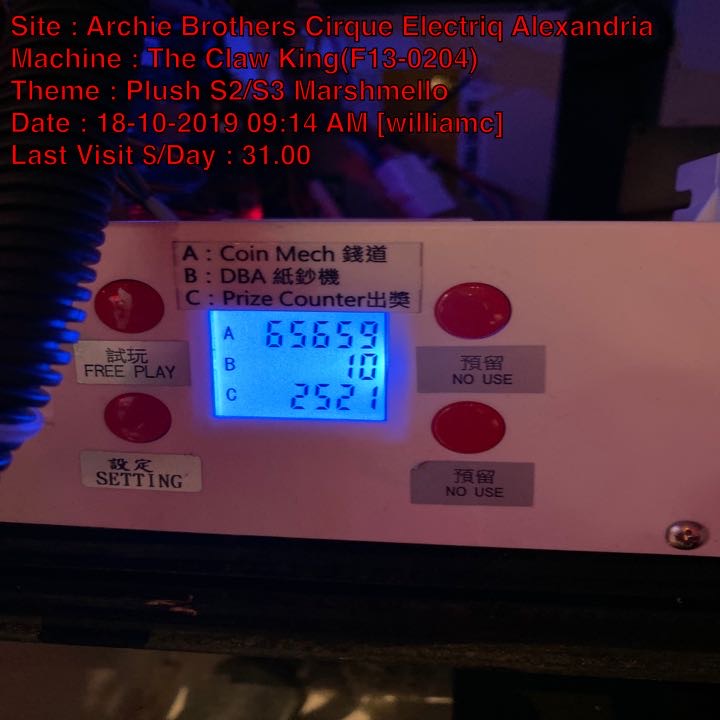 Site : Archie Brothers Cirque Electriq Alexandria
Machine : The Claw King(F13-0204)
Theme : Plush S2/S3 Marshmello
Date : 18-10-2019 09:14 AM [williamc]
Last Visit S/Day : 31.00
A : Coin Mech 錢道
B : DBA 紙鈔機
C : Prize Counter出獎
A 65659
B 10
C 2521
試玩
FREE PLAY
預留
NO USE
設定
SETTING
預留
NO USE